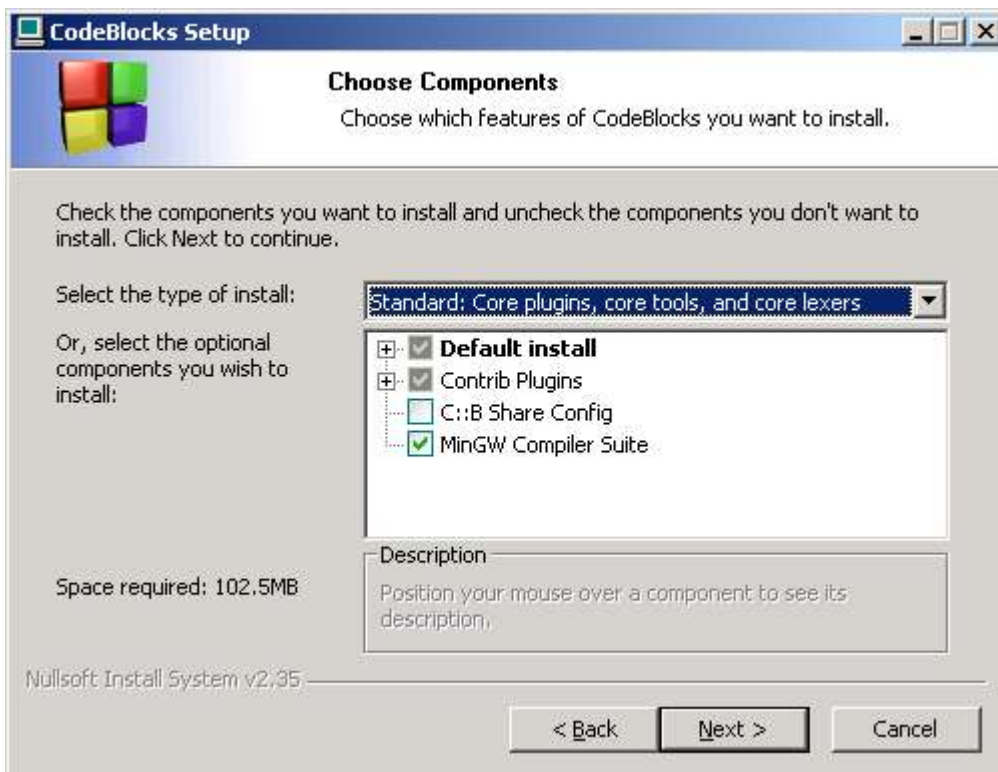 CodeBlocks Setup
Choose Components
Choose which features of CodeBlocks you want to install.
Check the components you want to install and uncheck the components you don't want to
install. Click Next to continue.
Select the type of install:
Standard: Core plugins, core tools, and core lexers
Or, select the optional
components you wish to
install:
Default install
Contrib Plugins
C::B Share Config
MinGW Compiler Suite
Space required: 102.5MB
Description
Position your mouse over a component to see its
description.
Nullsoft Install System v2.35
< Back
Next >
Cancel